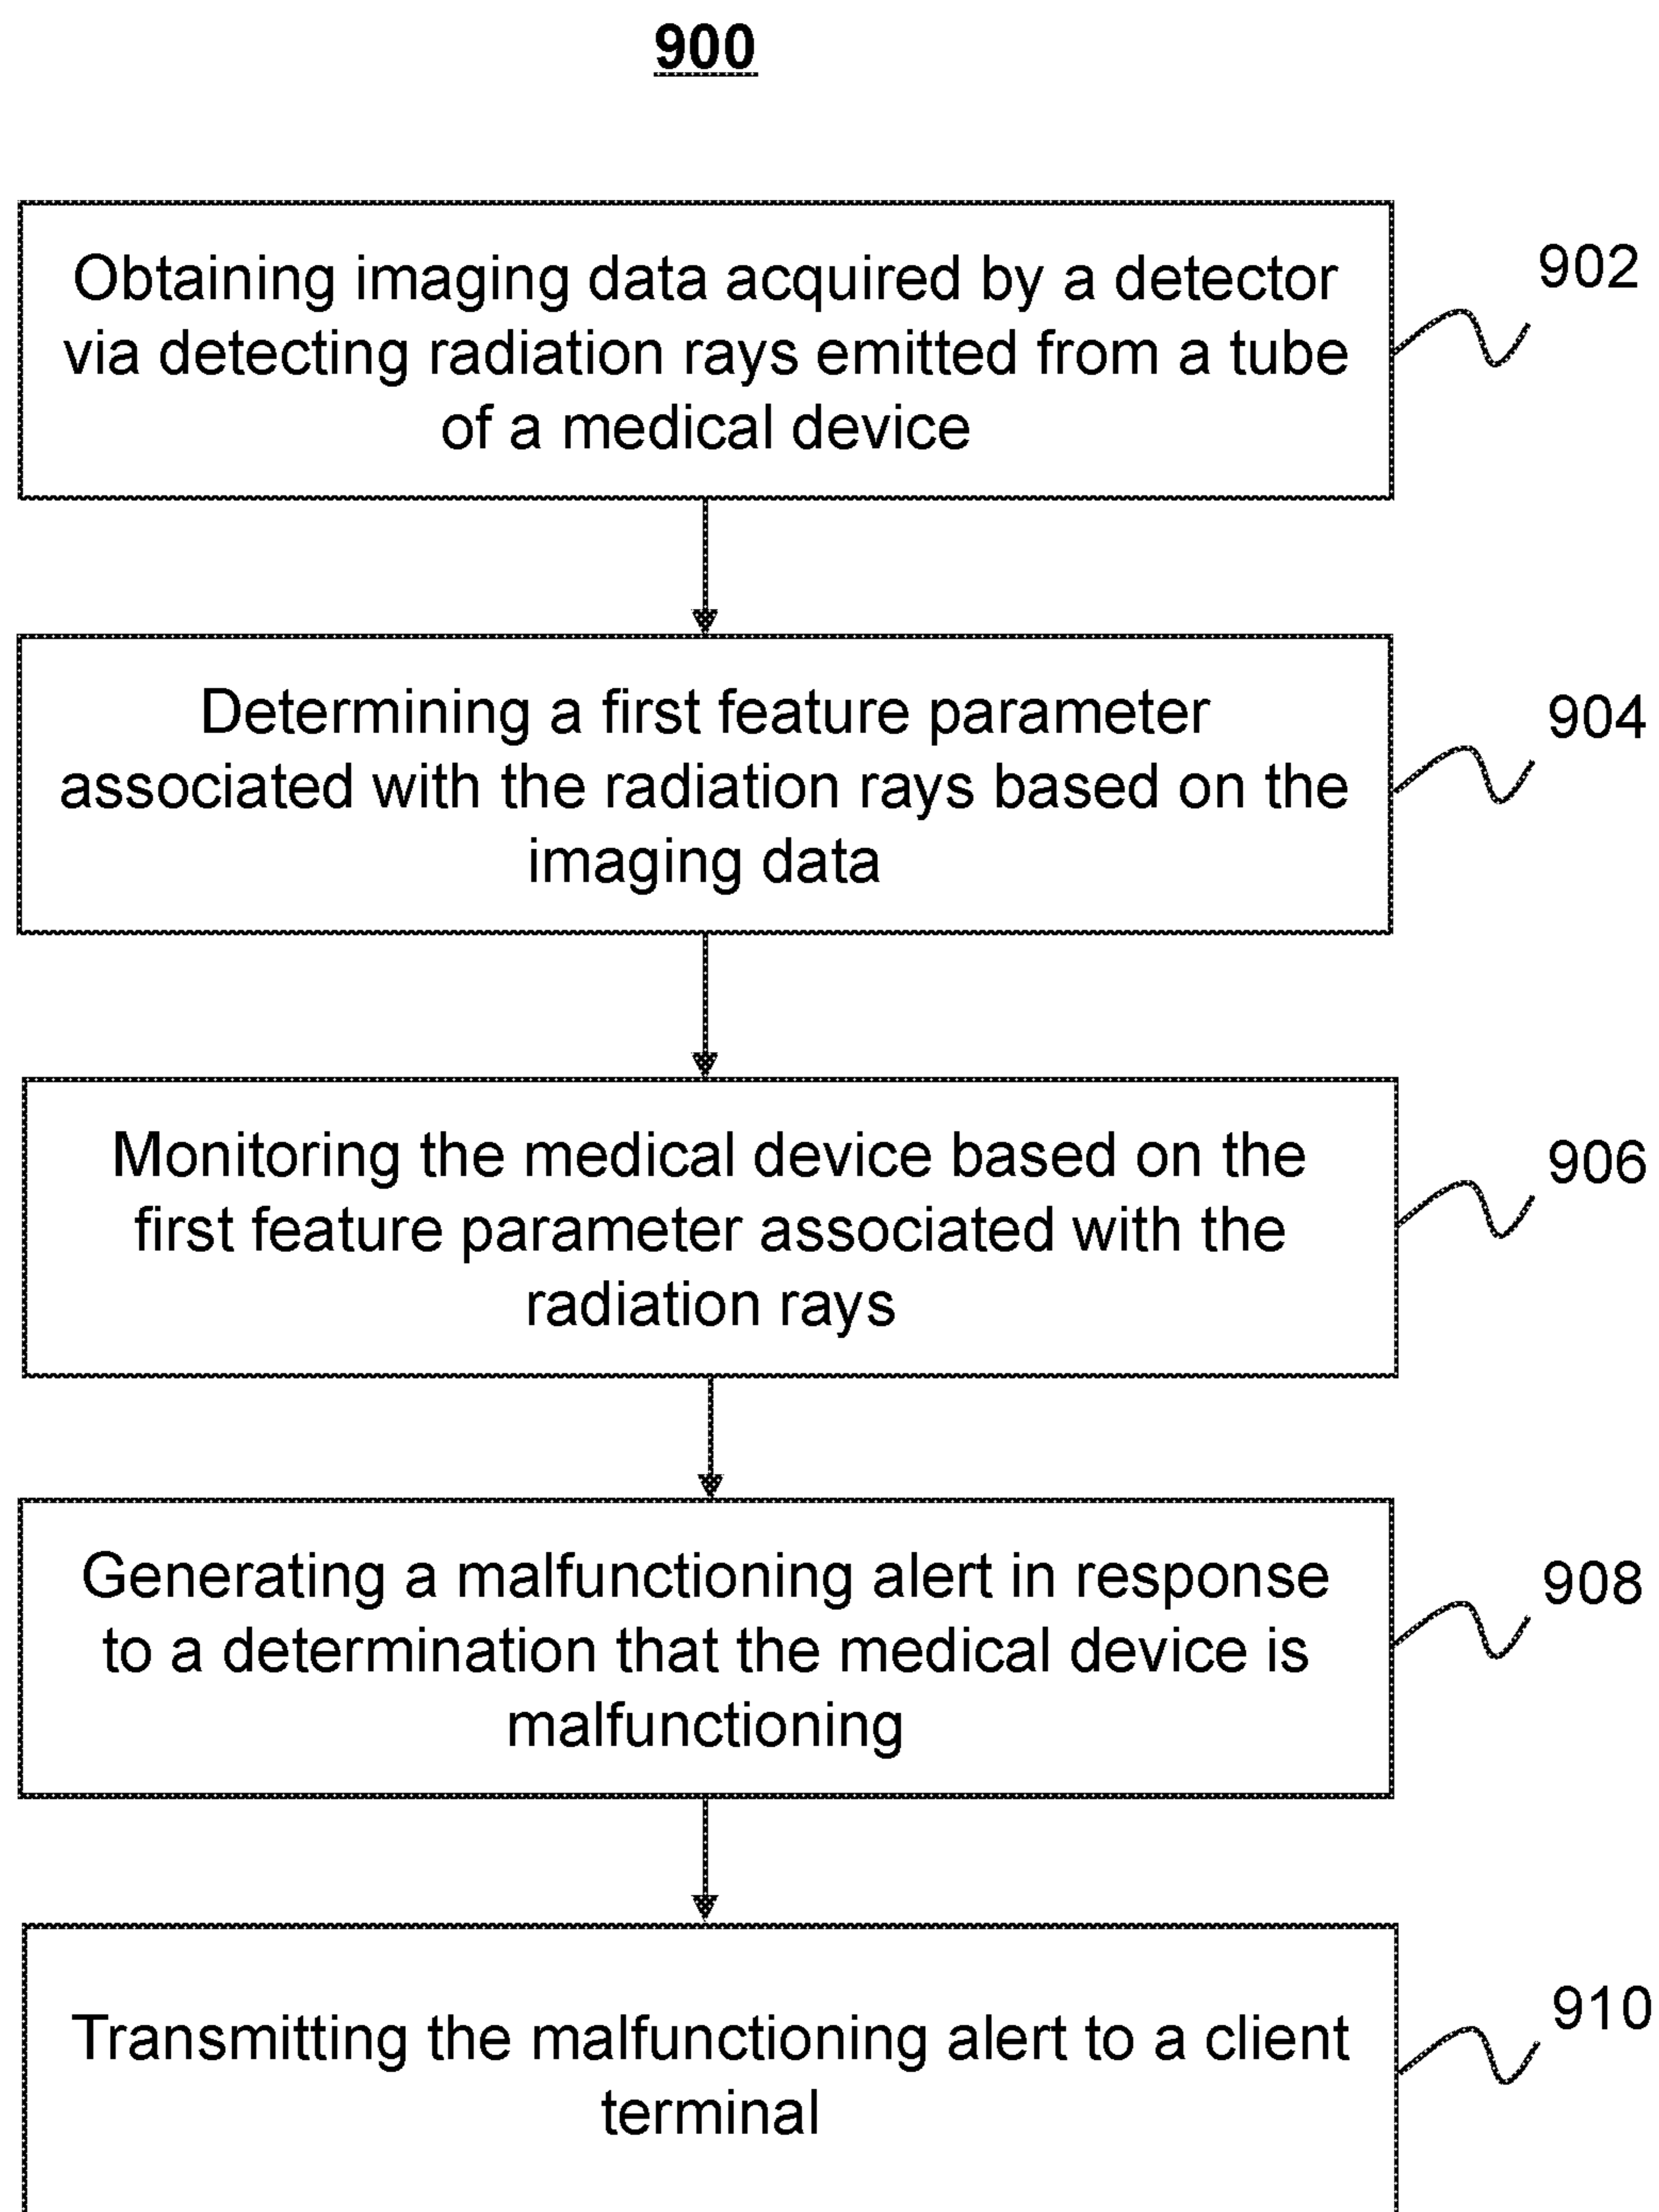 900
Obtaining imaging data acquired by a detector
via detecting radiation rays emitted from a tube
of a medical device
902
Determining a first feature parameter
associated with the radiation rays based on the
imaging data
904
Monitoring the medical device based on the
first feature parameter associated with the
radiation rays
906
Generating a malfunctioning alert in response
to a determination that the medical device is
malfunctioning
908
Transmitting the malfunctioning alert to a client
terminal
910